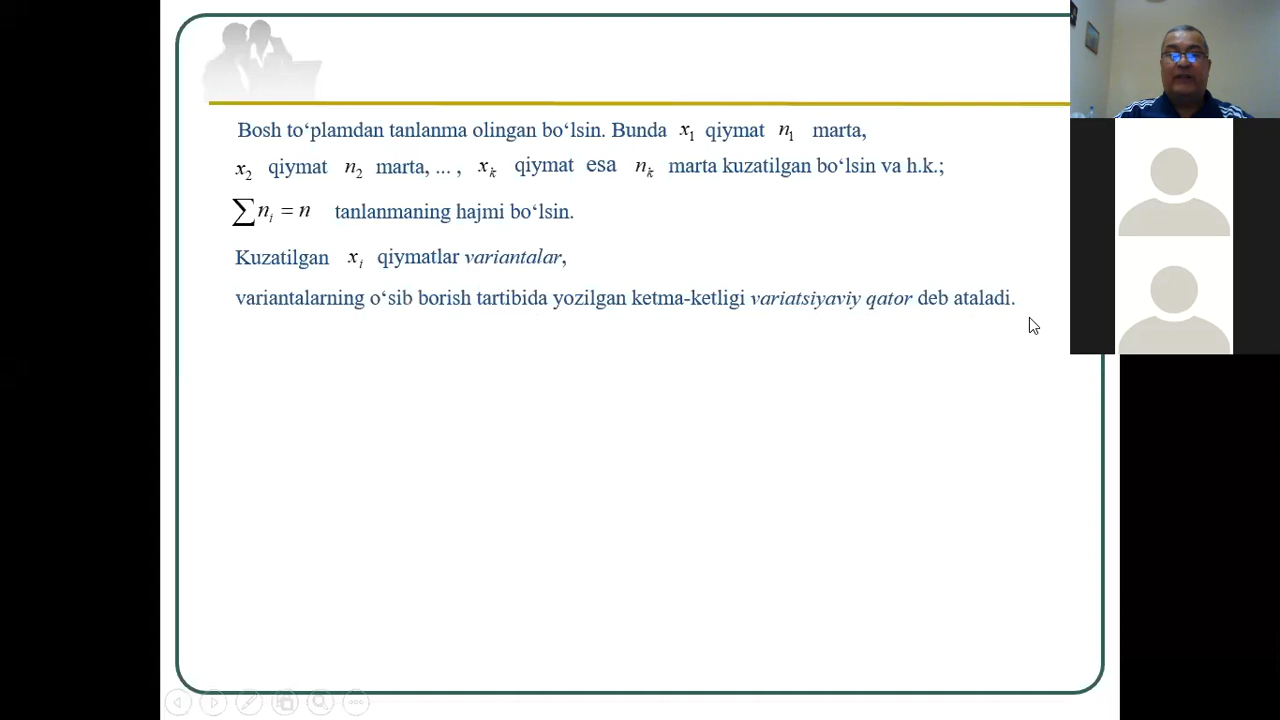 Bosh to‘plamdan tanlanma olingan bo‘lsin. Bunda x₁ qiymat n₁ marta,
x₂ qiymat n₂ marta, ... , xₖ qiymat esa nₖ marta kuzatilgan bo‘lsin va h.k.;
∑nᵢ = n tanlanmaning hajmi bo‘lsin.
Kuzatilgan xᵢ qiymatlar variantalar,
variantalarning o‘sib borish tartibida yozilgan ketma-ketligi variatsiyaviy qator deb ataladi.